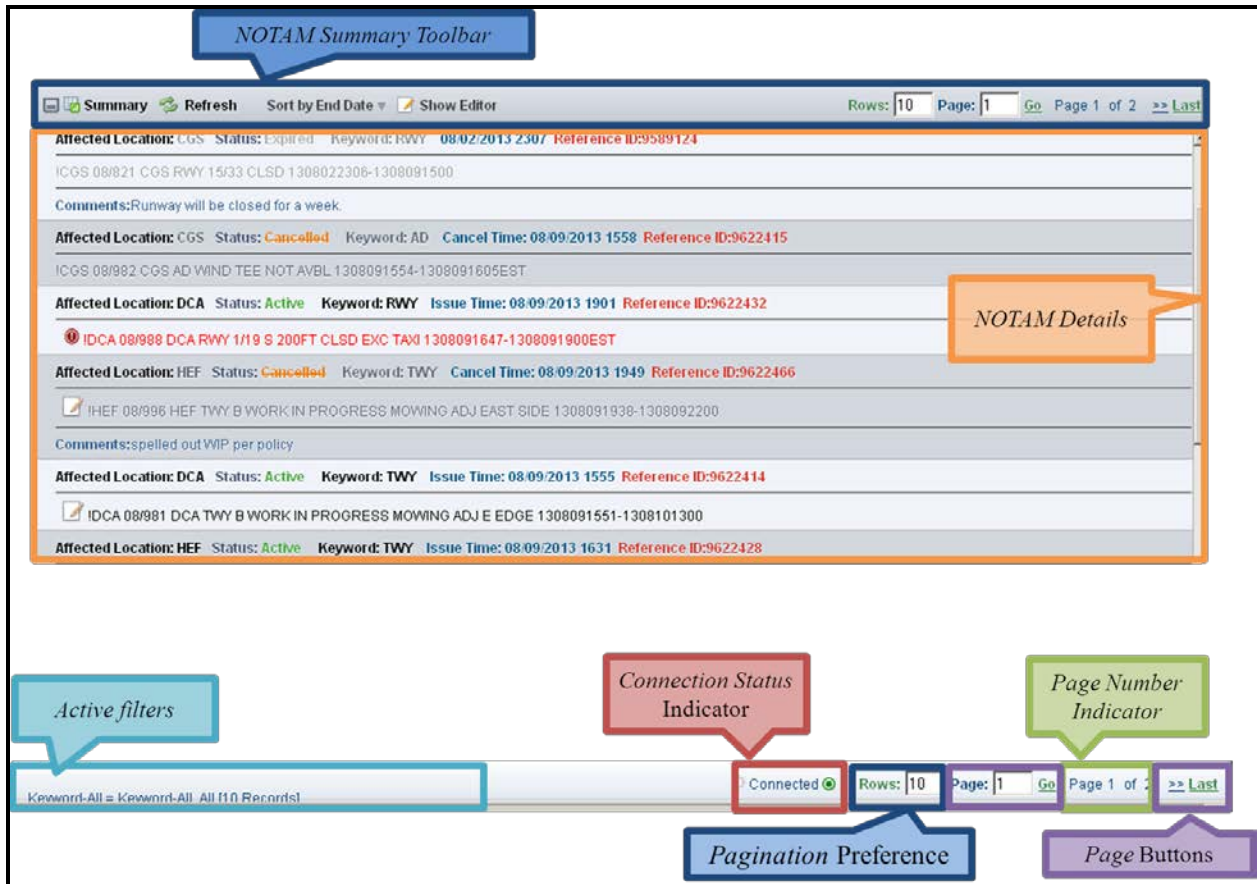 NOTAM Summary Toolbar
Summary Refresh Sort by End Date Show Editor Rows: 10 Page: 1 Go Page 1 of 2 >> Last
Affected Location: CGS Status: Expired Keyword: RWY 08/02/2013 2307 Reference ID:9589124
!CGS 08/821 CGS RWY 15/33 CLSD 1308022306-1308091500
Comments:Runway will be closed for a week.
Affected Location: CGS Status: Cancelled Keyword: AD Cancel Time: 08/09/2013 1558 Reference ID:9622415
!CGS 08/982 CGS AD WIND TEE NOT AVBL 1308091554-1308091605EST
Affected Location: DCA Status: Active Keyword: RWY Issue Time: 08/09/2013 1901 Reference ID:9622432
!DCA 08/988 DCA RWY 1/19 S 200FT CLSD EXC TAXI 1308091647-1308091900EST
NOTAM Details
Affected Location: HEF Status: Cancelled Keyword: TWY Cancel Time: 08/09/2013 1949 Reference ID:9622466
!HEF 08/996 HEF TWY B WORK IN PROGRESS MOWING ADJ EAST SIDE 1308091938-1308092200
Comments:spelled out WIP per policy
Affected Location: DCA Status: Active Keyword: TWY Issue Time: 08/09/2013 1555 Reference ID:9622414
!DCA 08/981 DCA TWY B WORK IN PROGRESS MOWING ADJ E EDGE 1308091551-1308101300
Affected Location: HEF Status: Active Keyword: TWY Issue Time: 08/09/2013 1631 Reference ID:9622428
Active filters
Connection Status
Indicator
Page Number
Indicator
Connected Rows: 10 Page: 1 Go Page 1 of 2 >> Last
Keyword-All = Keyword-All, All [10 Records]
Pagination Preference
Page Buttons